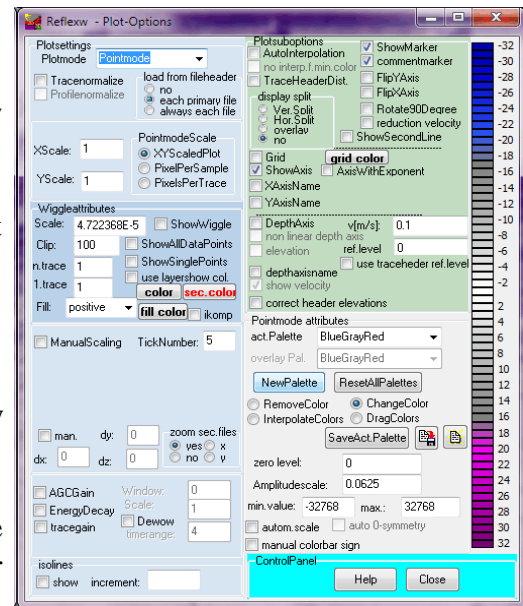 Reflexw - Plot-Options
Plotsettings
Plotmode Pointmode
Tracenormalize
Profilenormalize
load from fileheader
no
each primary file
always each file
XScale: 1
YScale: 1
PointmodeScale
XYScaledPlot
PixelPerSample
PixelsPerTrace
Wiggleattributes
Scale: 4.722368E-5 ShowWiggle
Clip: 100 ShowAllDataPoints
n.trace 1 ShowSinglePoints
1.trace 1 use layershow col.
color sec.color
Fill: positive fill color ikomp
ManualScaling TickNumber: 5
man. dy: 0
dx: 0 dz: 0
zoom sec.files
yes x
no y
AGCGain Window: 0
EnergyDecay Scale: 1
tracegain Dewow
timerange: 4
isolines
show increment:
Plotsuboptions
AutoInterpolation ShowMarker
no interp.f.min.color commentmarker
TraceHeaderDist. FlipYAxis
FlipXAxis
display split
Ver.Split Rotate90Degree
Hor.Split reduction velocity
overlay ShowSecondLine
no
Grid grid color
ShowAxis AxisWithExponent
XAxisName
YAxisName
DepthAxis v[m/s]: 0.1
non linear depth axis
elevation ref.level 0
use traceheder ref.level
depthaxisname
show velocity
correct header elevations
Pointmode attributes
act.Palette BlueGrayRed
overlay Pal. BlueGrayRed
NewPalette ResetAllPalettes
RemoveColor ChangeColor
InterpolateColors DragColors
SaveAct.Palette
zero level: 0
Amplitudescale: 0.0625
min.value: -32768 max.: 32768
autom.scale auto 0-symmetry
manual colorbar sign
ControlPanel
Help Close
-32
-30
-28
-26
-24
-22
-20
-18
-16
-14
-12
-10
-8
-6
-4
-2
2
4
6
8
10
12
14
16
18
20
22
24
26
28
30
32